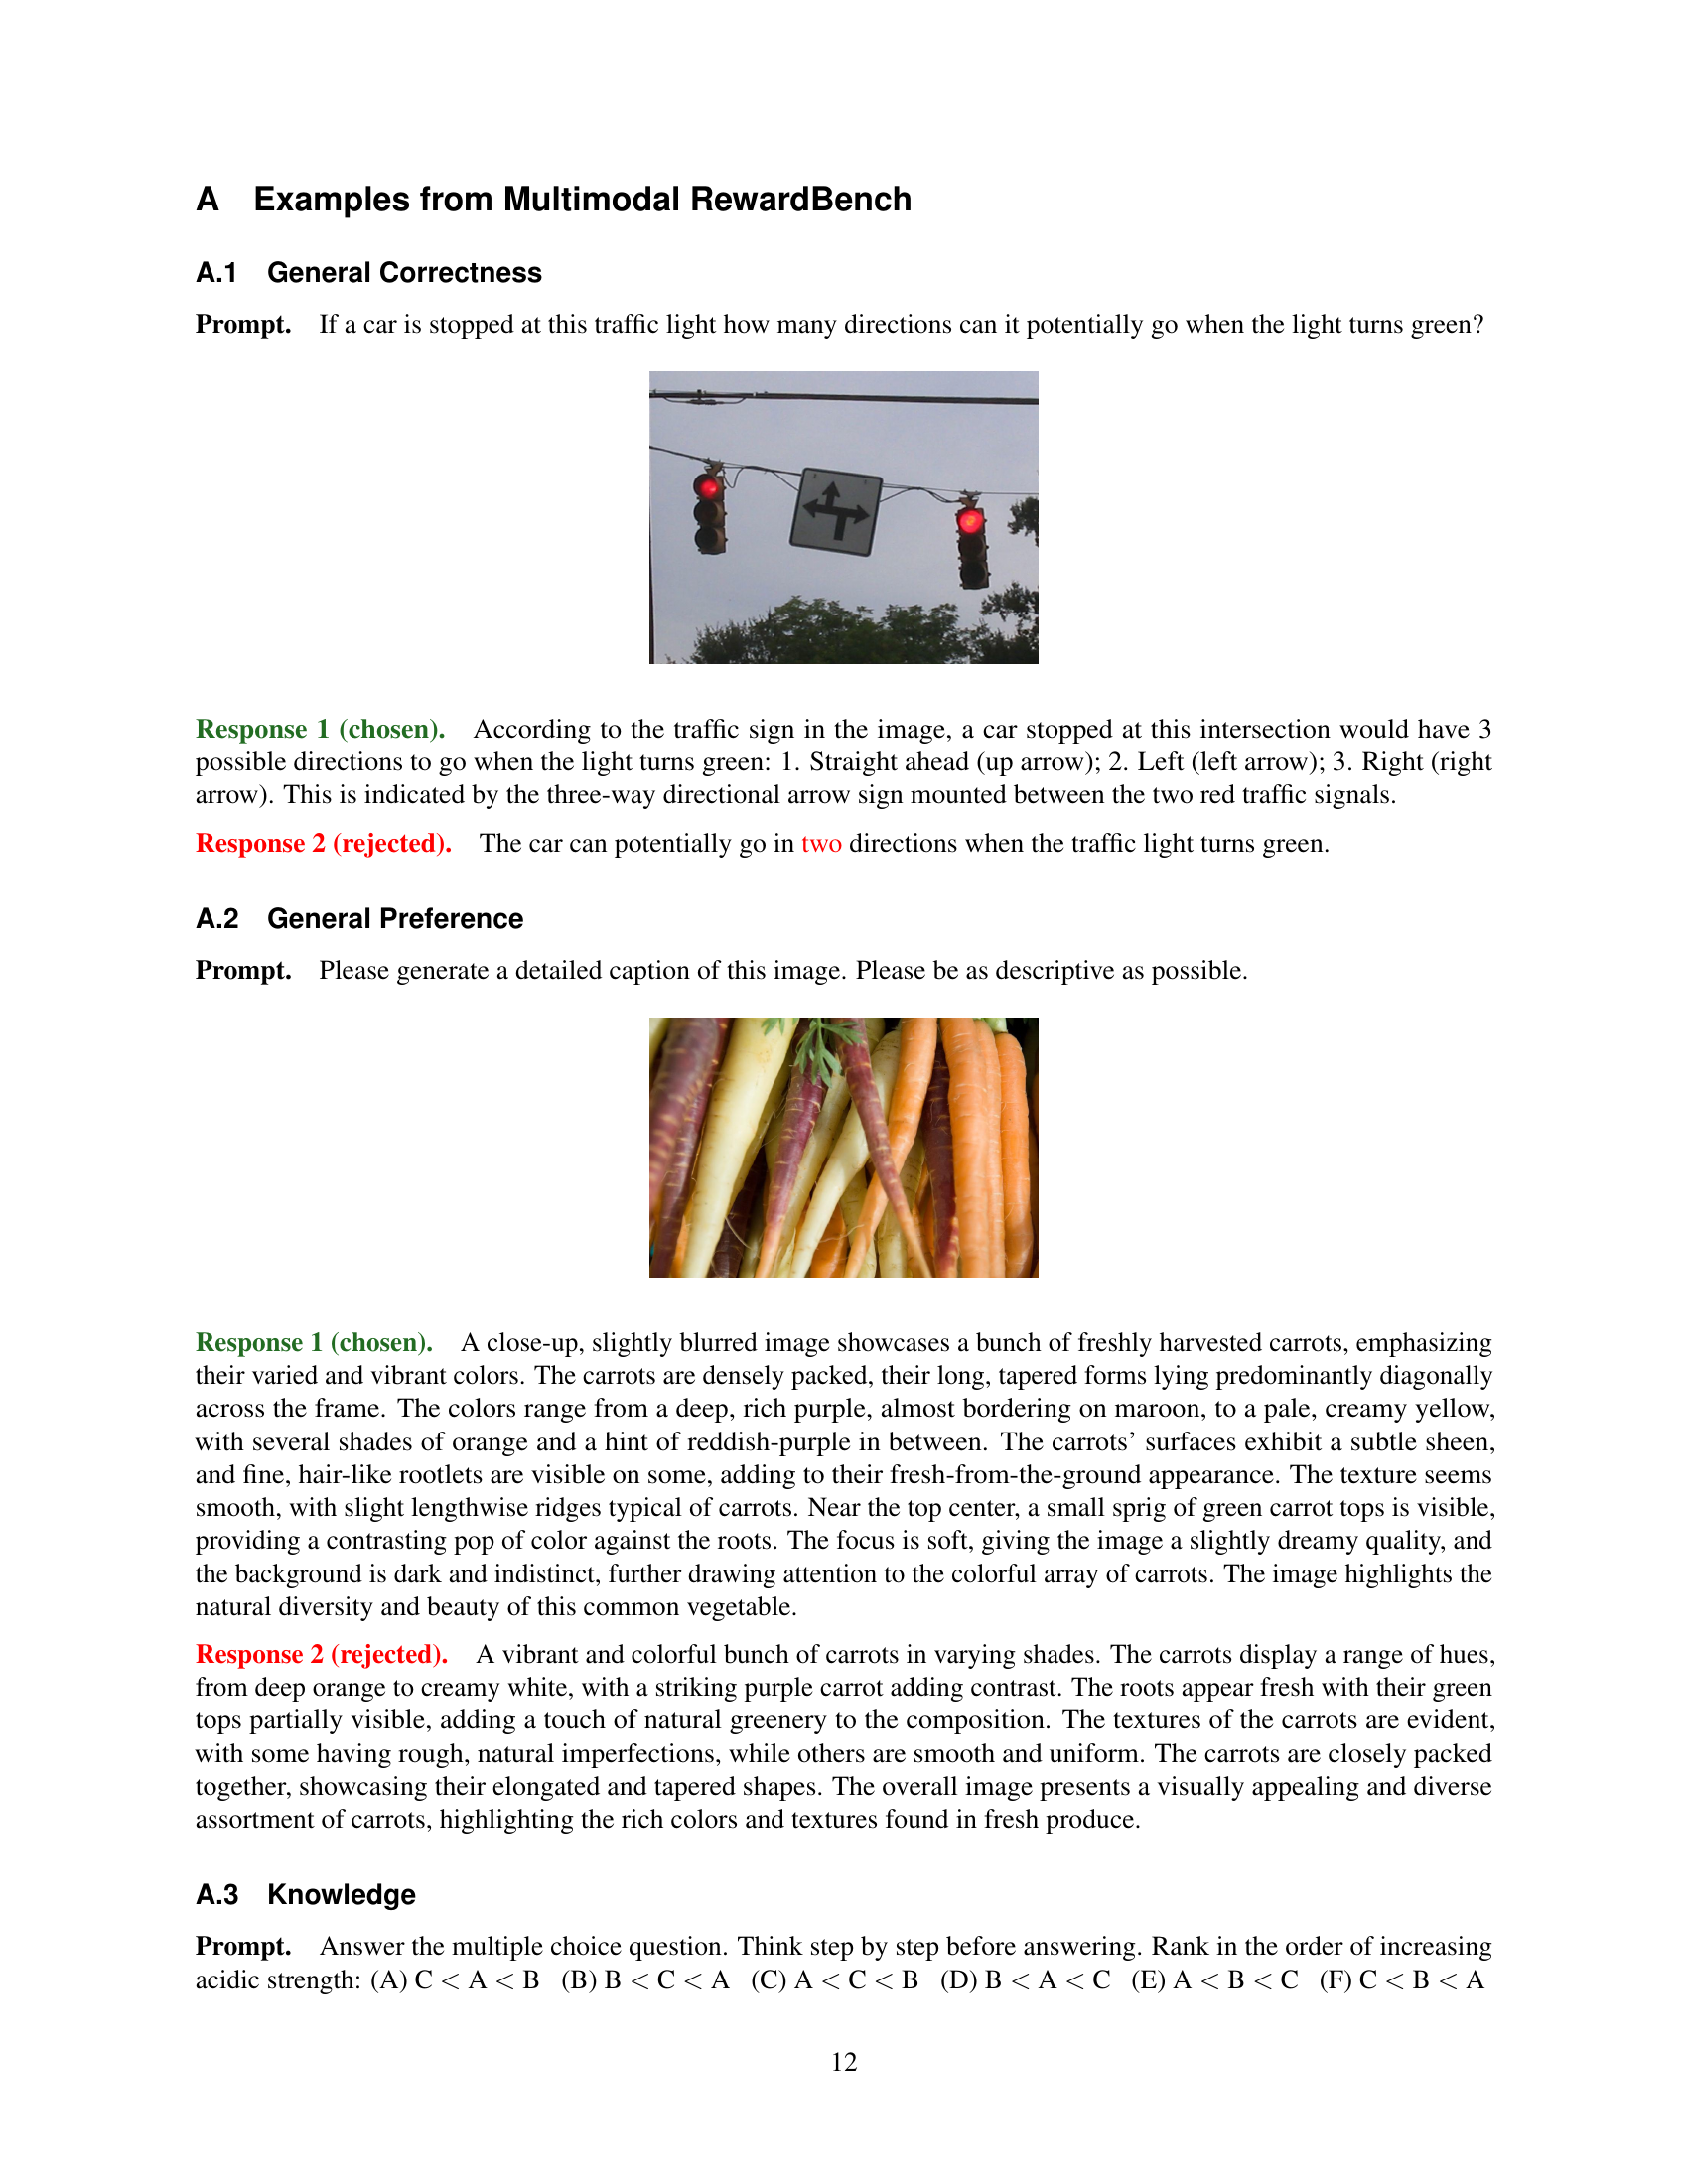 A Examples from Multimodal RewardBench
A.1 General Correctness
Prompt. If a car is stopped at this traffic light how many directions can it potentially go when the light turns green?
Response 1 (chosen). According to the traffic sign in the image, a car stopped at this intersection would have 3
possible directions to go when the light turns green: 1. Straight ahead (up arrow); 2. Left (left arrow); 3. Right (right
arrow). This is indicated by the three-way directional arrow sign mounted between the two red traffic signals.
Response 2 (rejected). The car can potentially go in two directions when the traffic light turns green.
A.2 General Preference
Prompt. Please generate a detailed caption of this image. Please be as descriptive as possible.
Response 1 (chosen). A close-up, slightly blurred image showcases a bunch of freshly harvested carrots, emphasizing
their varied and vibrant colors. The carrots are densely packed, their long, tapered forms lying predominantly diagonally
across the frame. The colors range from a deep, rich purple, almost bordering on maroon, to a pale, creamy yellow,
with several shades of orange and a hint of reddish-purple in between. The carrots’ surfaces exhibit a subtle sheen,
and fine, hair-like rootlets are visible on some, adding to their fresh-from-the-ground appearance. The texture seems
smooth, with slight lengthwise ridges typical of carrots. Near the top center, a small sprig of green carrot tops is visible,
providing a contrasting pop of color against the roots. The focus is soft, giving the image a slightly dreamy quality, and
the background is dark and indistinct, further drawing attention to the colorful array of carrots. The image highlights the
natural diversity and beauty of this common vegetable.
Response 2 (rejected). A vibrant and colorful bunch of carrots in varying shades. The carrots display a range of hues,
from deep orange to creamy white, with a striking purple carrot adding contrast. The roots appear fresh with their green
tops partially visible, adding a touch of natural greenery to the composition. The textures of the carrots are evident,
with some having rough, natural imperfections, while others are smooth and uniform. The carrots are closely packed
together, showcasing their elongated and tapered shapes. The overall image presents a visually appealing and diverse
assortment of carrots, highlighting the rich colors and textures found in fresh produce.
A.3 Knowledge
Prompt. Answer the multiple choice question. Think step by step before answering. Rank in the order of increasing
acidic strength: (A) C < A < B (B) B < C < A (C) A < C < B (D) B < A < C (E) A < B < C (F) C < B < A
12